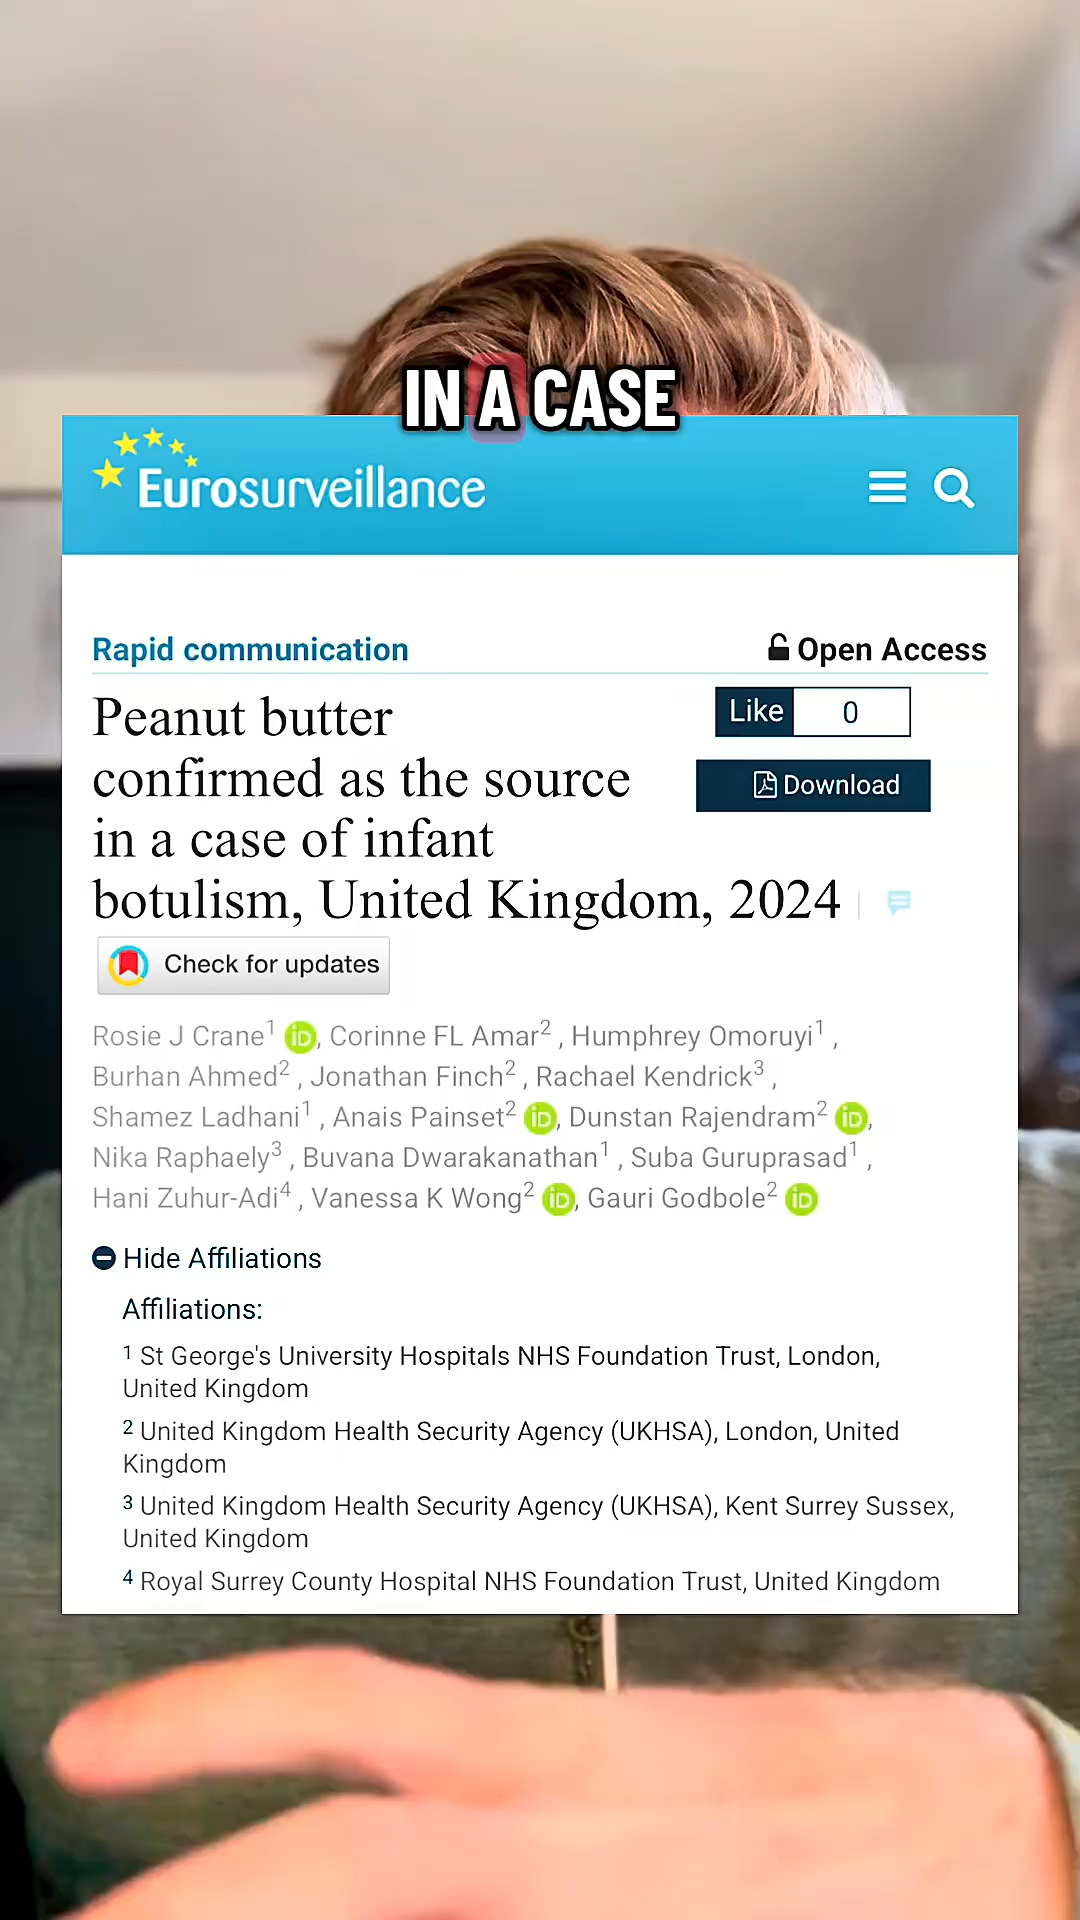 IN A CASE
Eurosurveillance
Rapid communication
Open Access
Peanut butter
confirmed as the source
in a case of infant
botulism, United Kingdom, 2024
Like 0
Download
Check for updates
Rosie J Crane1 iD, Corinne FL Amar2 , Humphrey Omoruyi1 ,
Burhan Ahmed2 , Jonathan Finch2 , Rachael Kendrick3 ,
Shamez Ladhani1 , Anais Painset2 iD, Dunstan Rajendram2 iD,
Nika Raphaely3 , Buvana Dwarakanathan1 , Suba Guruprasad1 ,
Hani Zuhur-Adi4 , Vanessa K Wong2 iD, Gauri Godbole2 iD
Hide Affiliations
Affiliations:
1 St George's University Hospitals NHS Foundation Trust, London,
United Kingdom
2 United Kingdom Health Security Agency (UKHSA), London, United
Kingdom
3 United Kingdom Health Security Agency (UKHSA), Kent Surrey Sussex,
United Kingdom
4 Royal Surrey County Hospital NHS Foundation Trust, United Kingdom